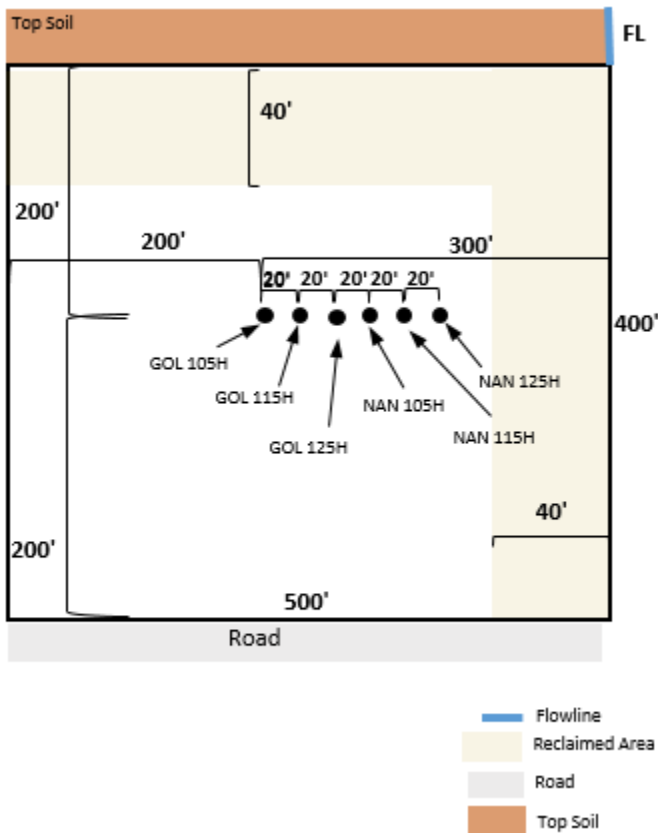 Top Soil
FL
40'
200'
200'
300'
20'
20'
20'
20'
20'
400'
GOL 105H
GOL 115H
GOL 125H
NAN 105H
NAN 115H
NAN 125H
40'
200'
500'
Road
Flowline
Reclaimed Area
Road
Top Soil